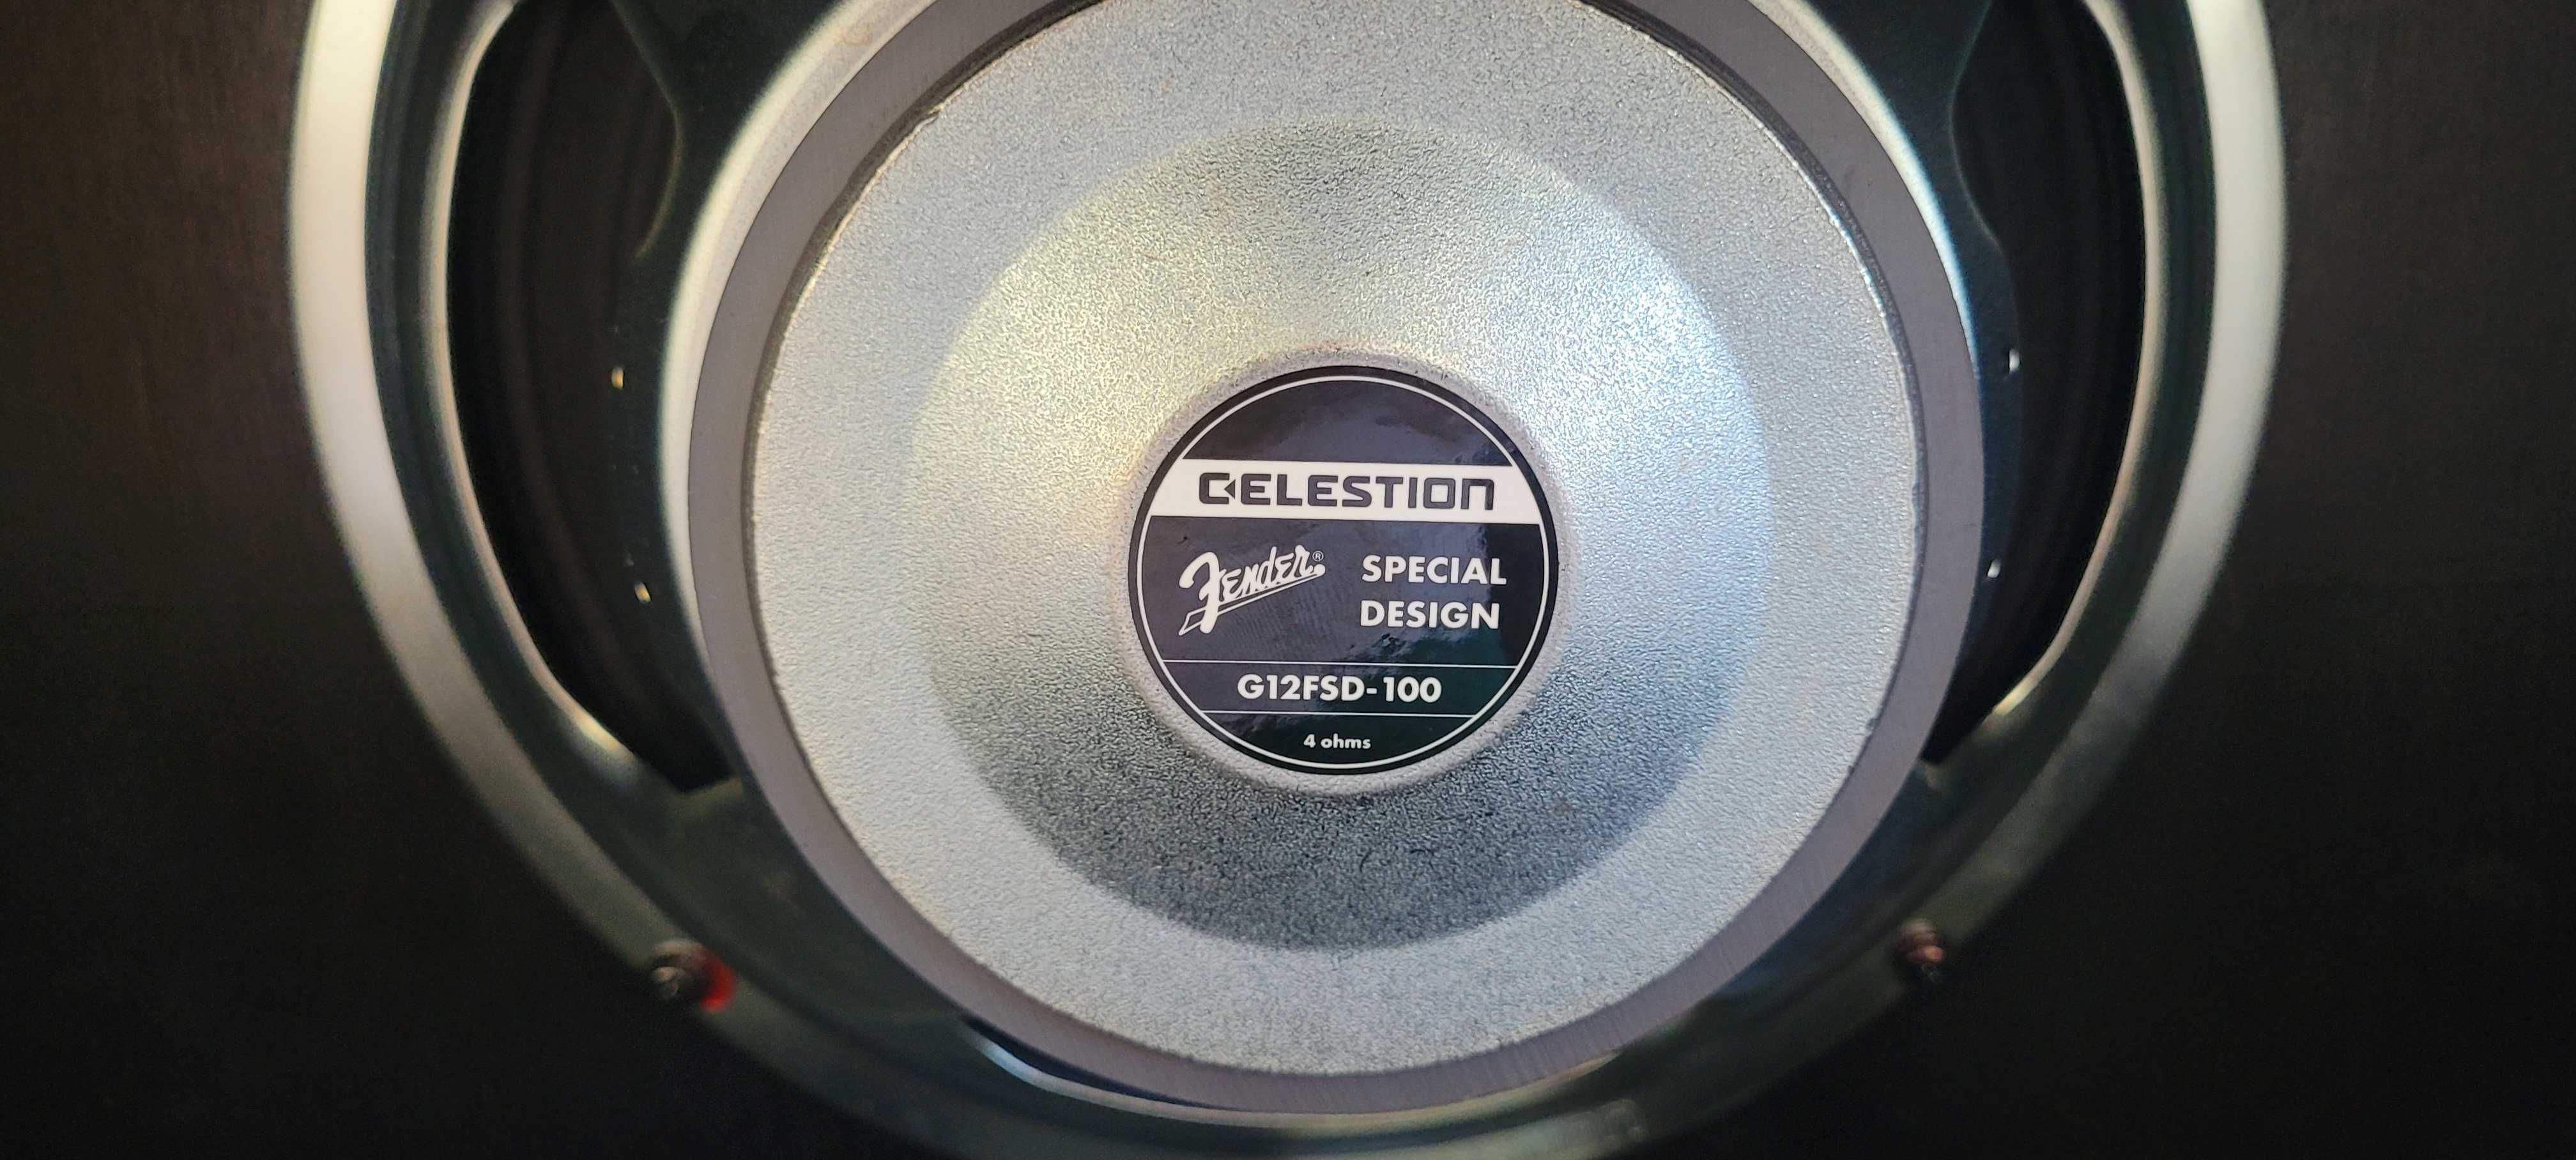 CELESTION
Fender® SPECIAL
DESIGN
G12FSD-100
4 ohms